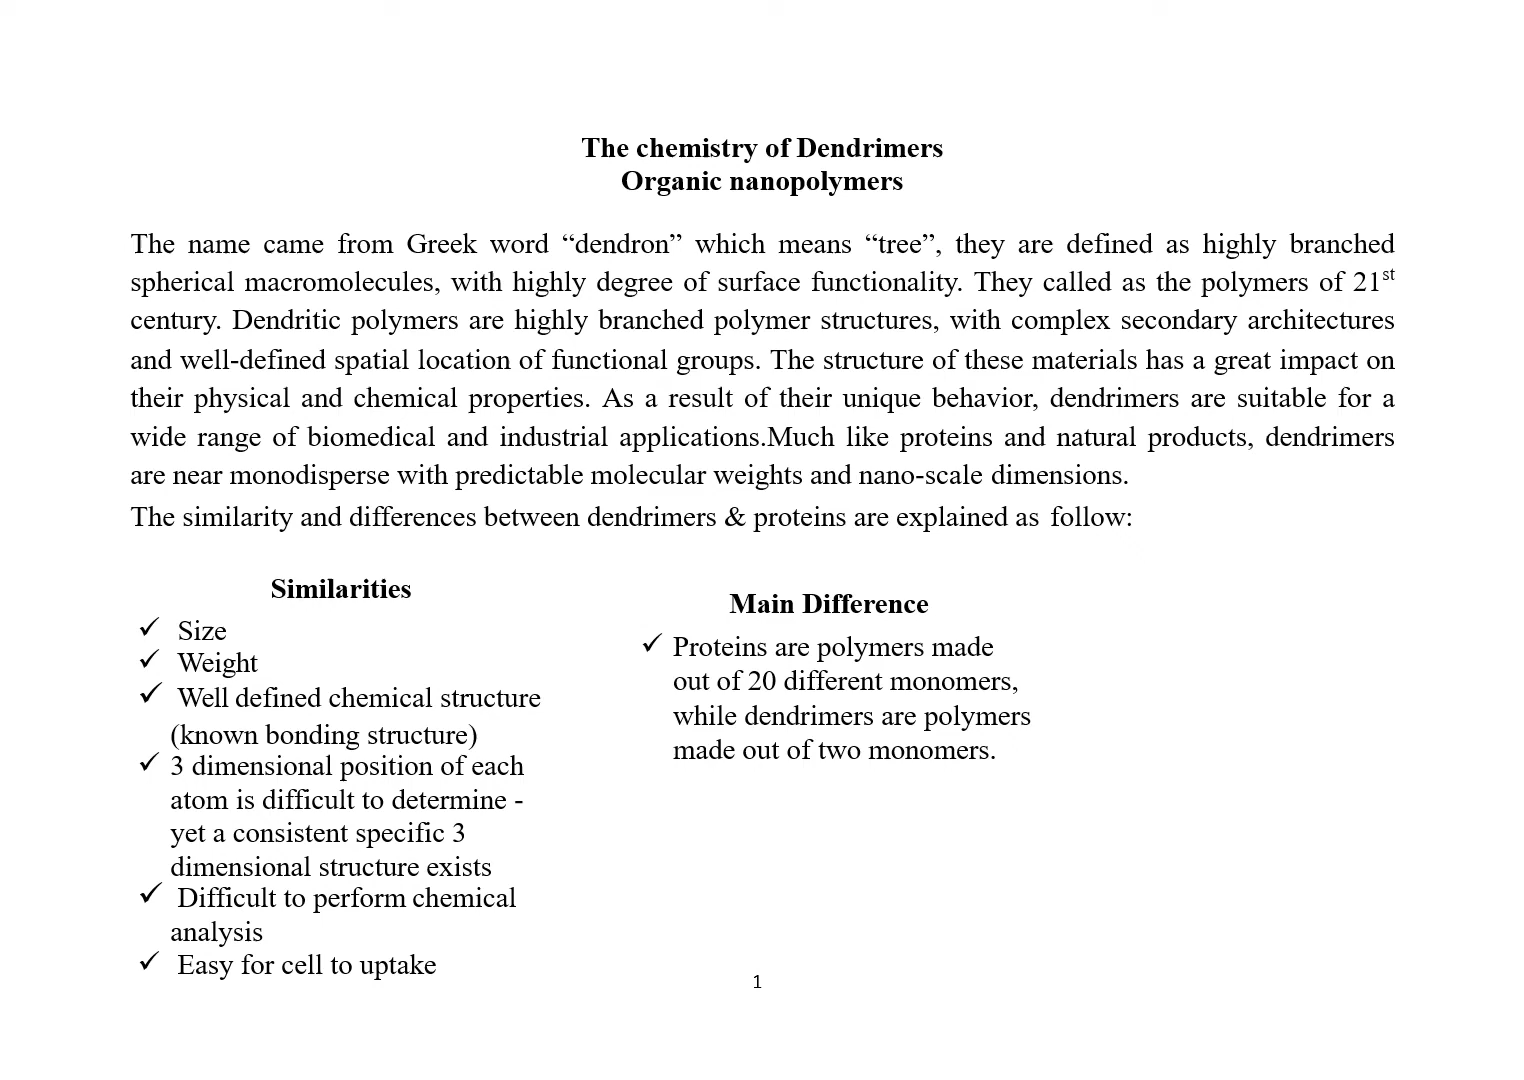 The chemistry of Dendrimers
Organic nanopolymers
The name came from Greek word “dendron” which means “tree”, they are defined as highly branched
spherical macromolecules, with highly degree of surface functionality. They called as the polymers of 21st
century. Dendritic polymers are highly branched polymer structures, with complex secondary architectures
and well-defined spatial location of functional groups. The structure of these materials has a great impact on
their physical and chemical properties. As a result of their unique behavior, dendrimers are suitable for a
wide range of biomedical and industrial applications.Much like proteins and natural products, dendrimers
are near monodisperse with predictable molecular weights and nano-scale dimensions.
The similarity and differences between dendrimers & proteins are explained as follow:
Similarities
✓ Size
✓ Weight
✓ Well defined chemical structure
(known bonding structure)
✓ 3 dimensional position of each
atom is difficult to determine -
yet a consistent specific 3
dimensional structure exists
✓ Difficult to perform chemical
analysis
✓ Easy for cell to uptake
Main Difference
✓ Proteins are polymers made
out of 20 different monomers,
while dendrimers are polymers
made out of two monomers.
1